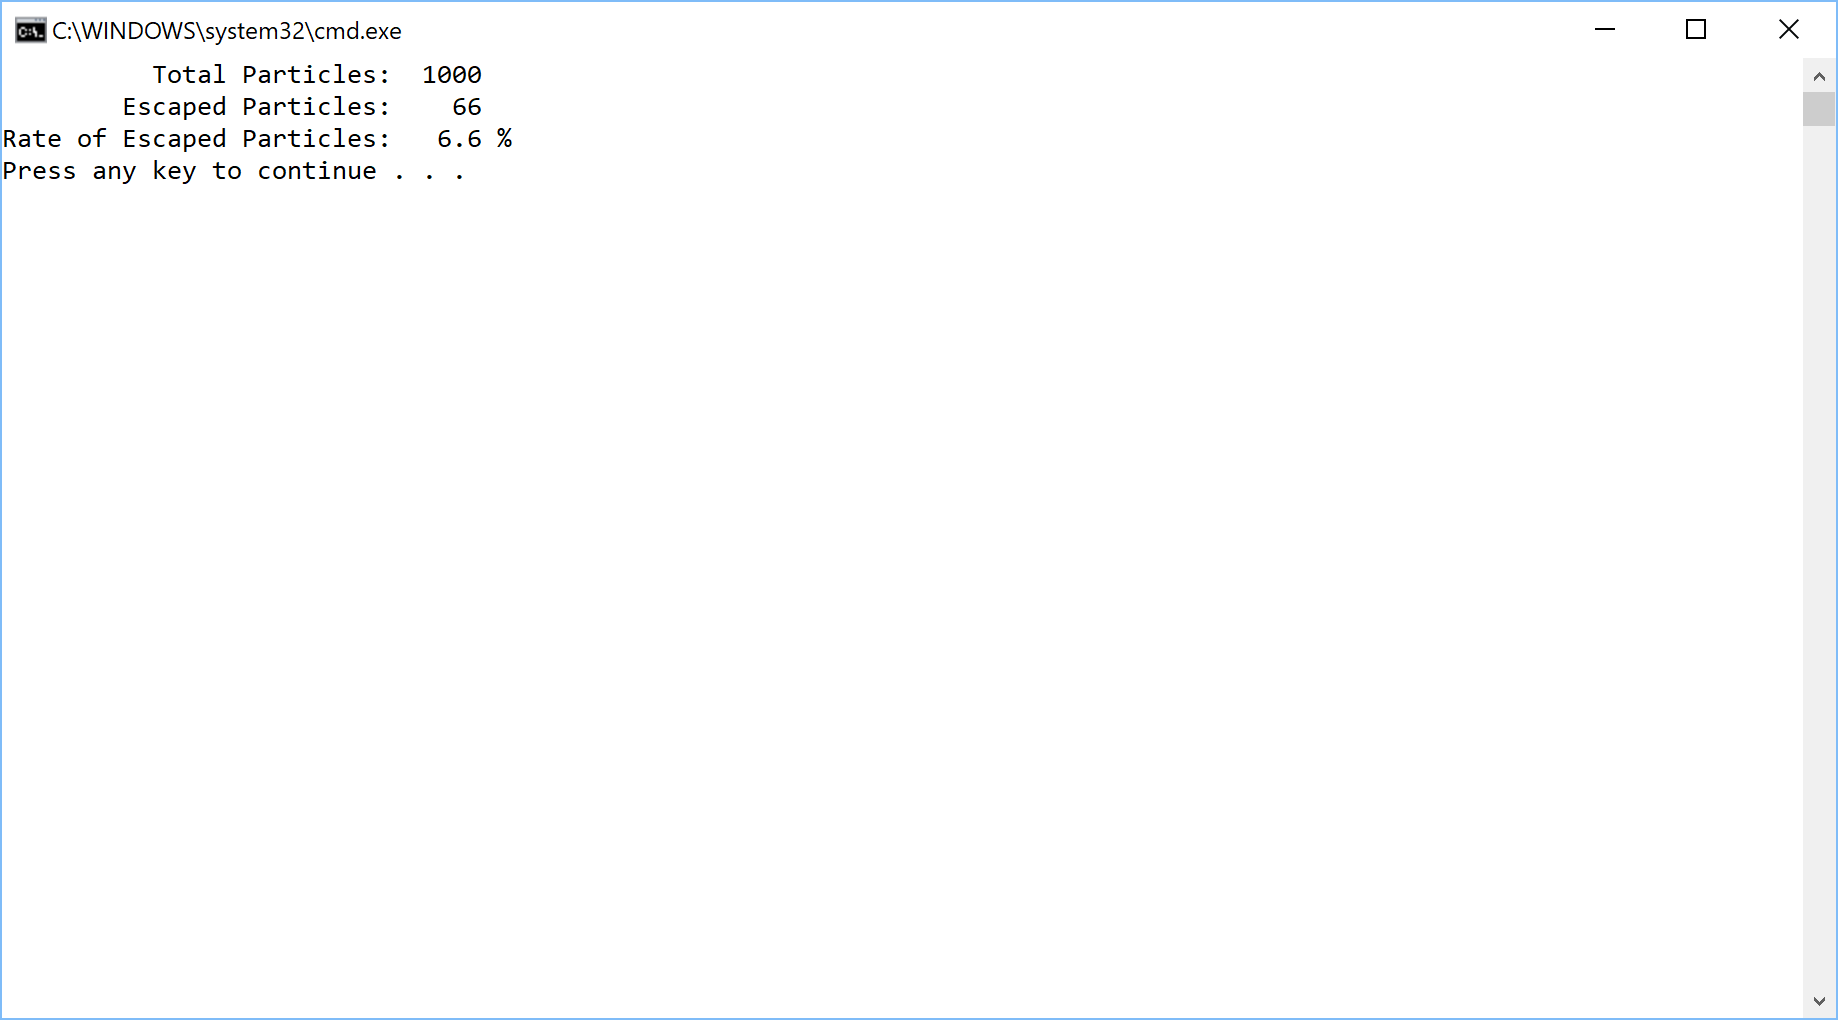 C:\WINDOWS\system32\cmd.exe
Total Particles: 1000
Escaped Particles: 66
Rate of Escaped Particles: 6.6 %
Press any key to continue . . .